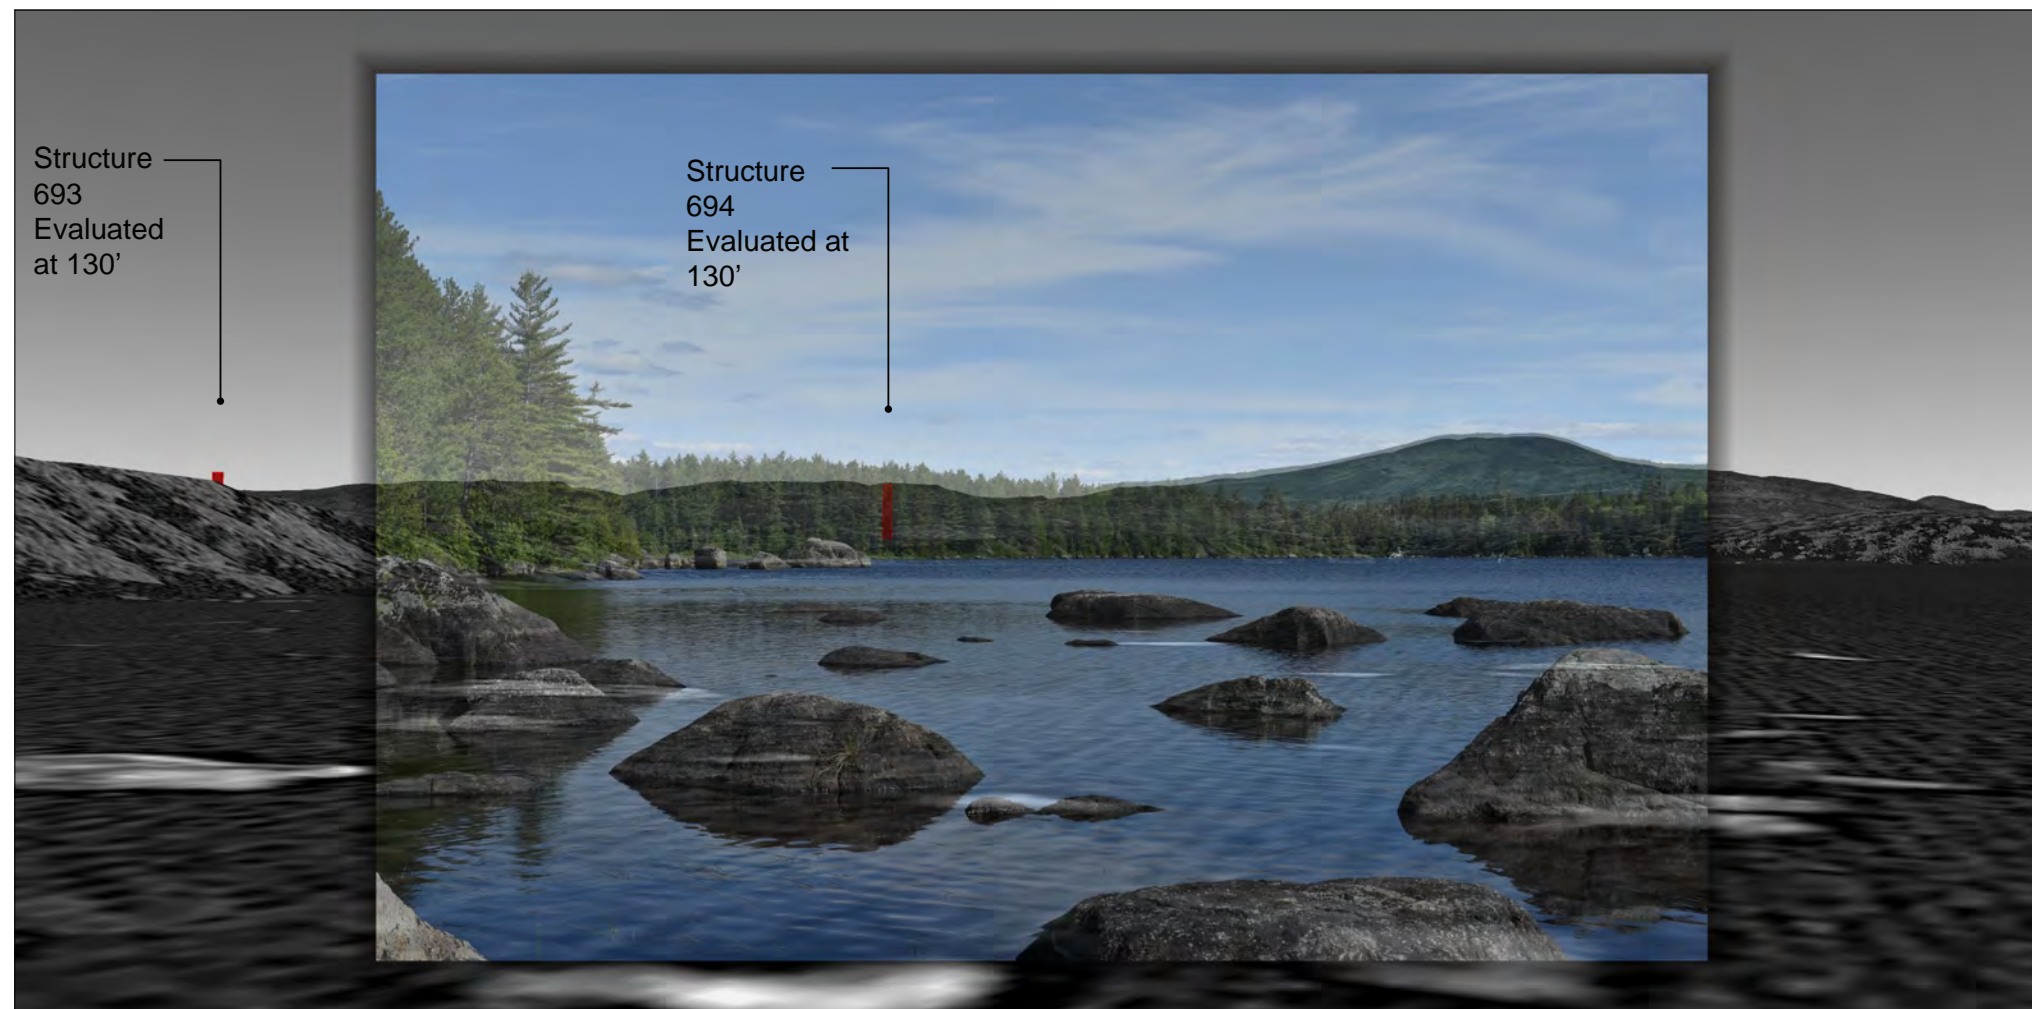 Structure
693
Evaluated
at 130’
Structure
694
Evaluated at
130’